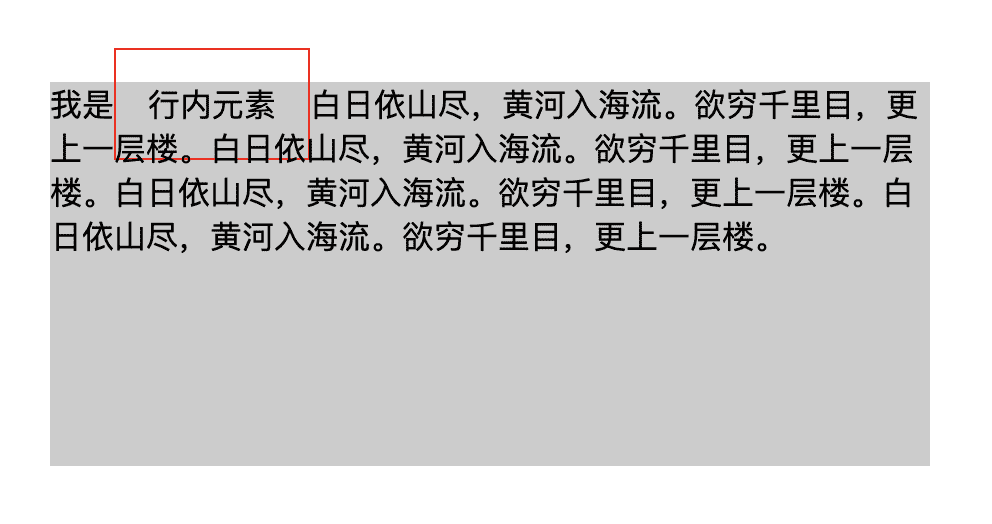 我是 行内元素 白日依山尽，黄河入海流。欲穷千里目，更
上一层楼。白日依山尽，黄河入海流。欲穷千里目，更上一层
楼。白日依山尽，黄河入海流。欲穷千里目，更上一层楼。白
日依山尽，黄河入海流。欲穷千里目，更上一层楼。